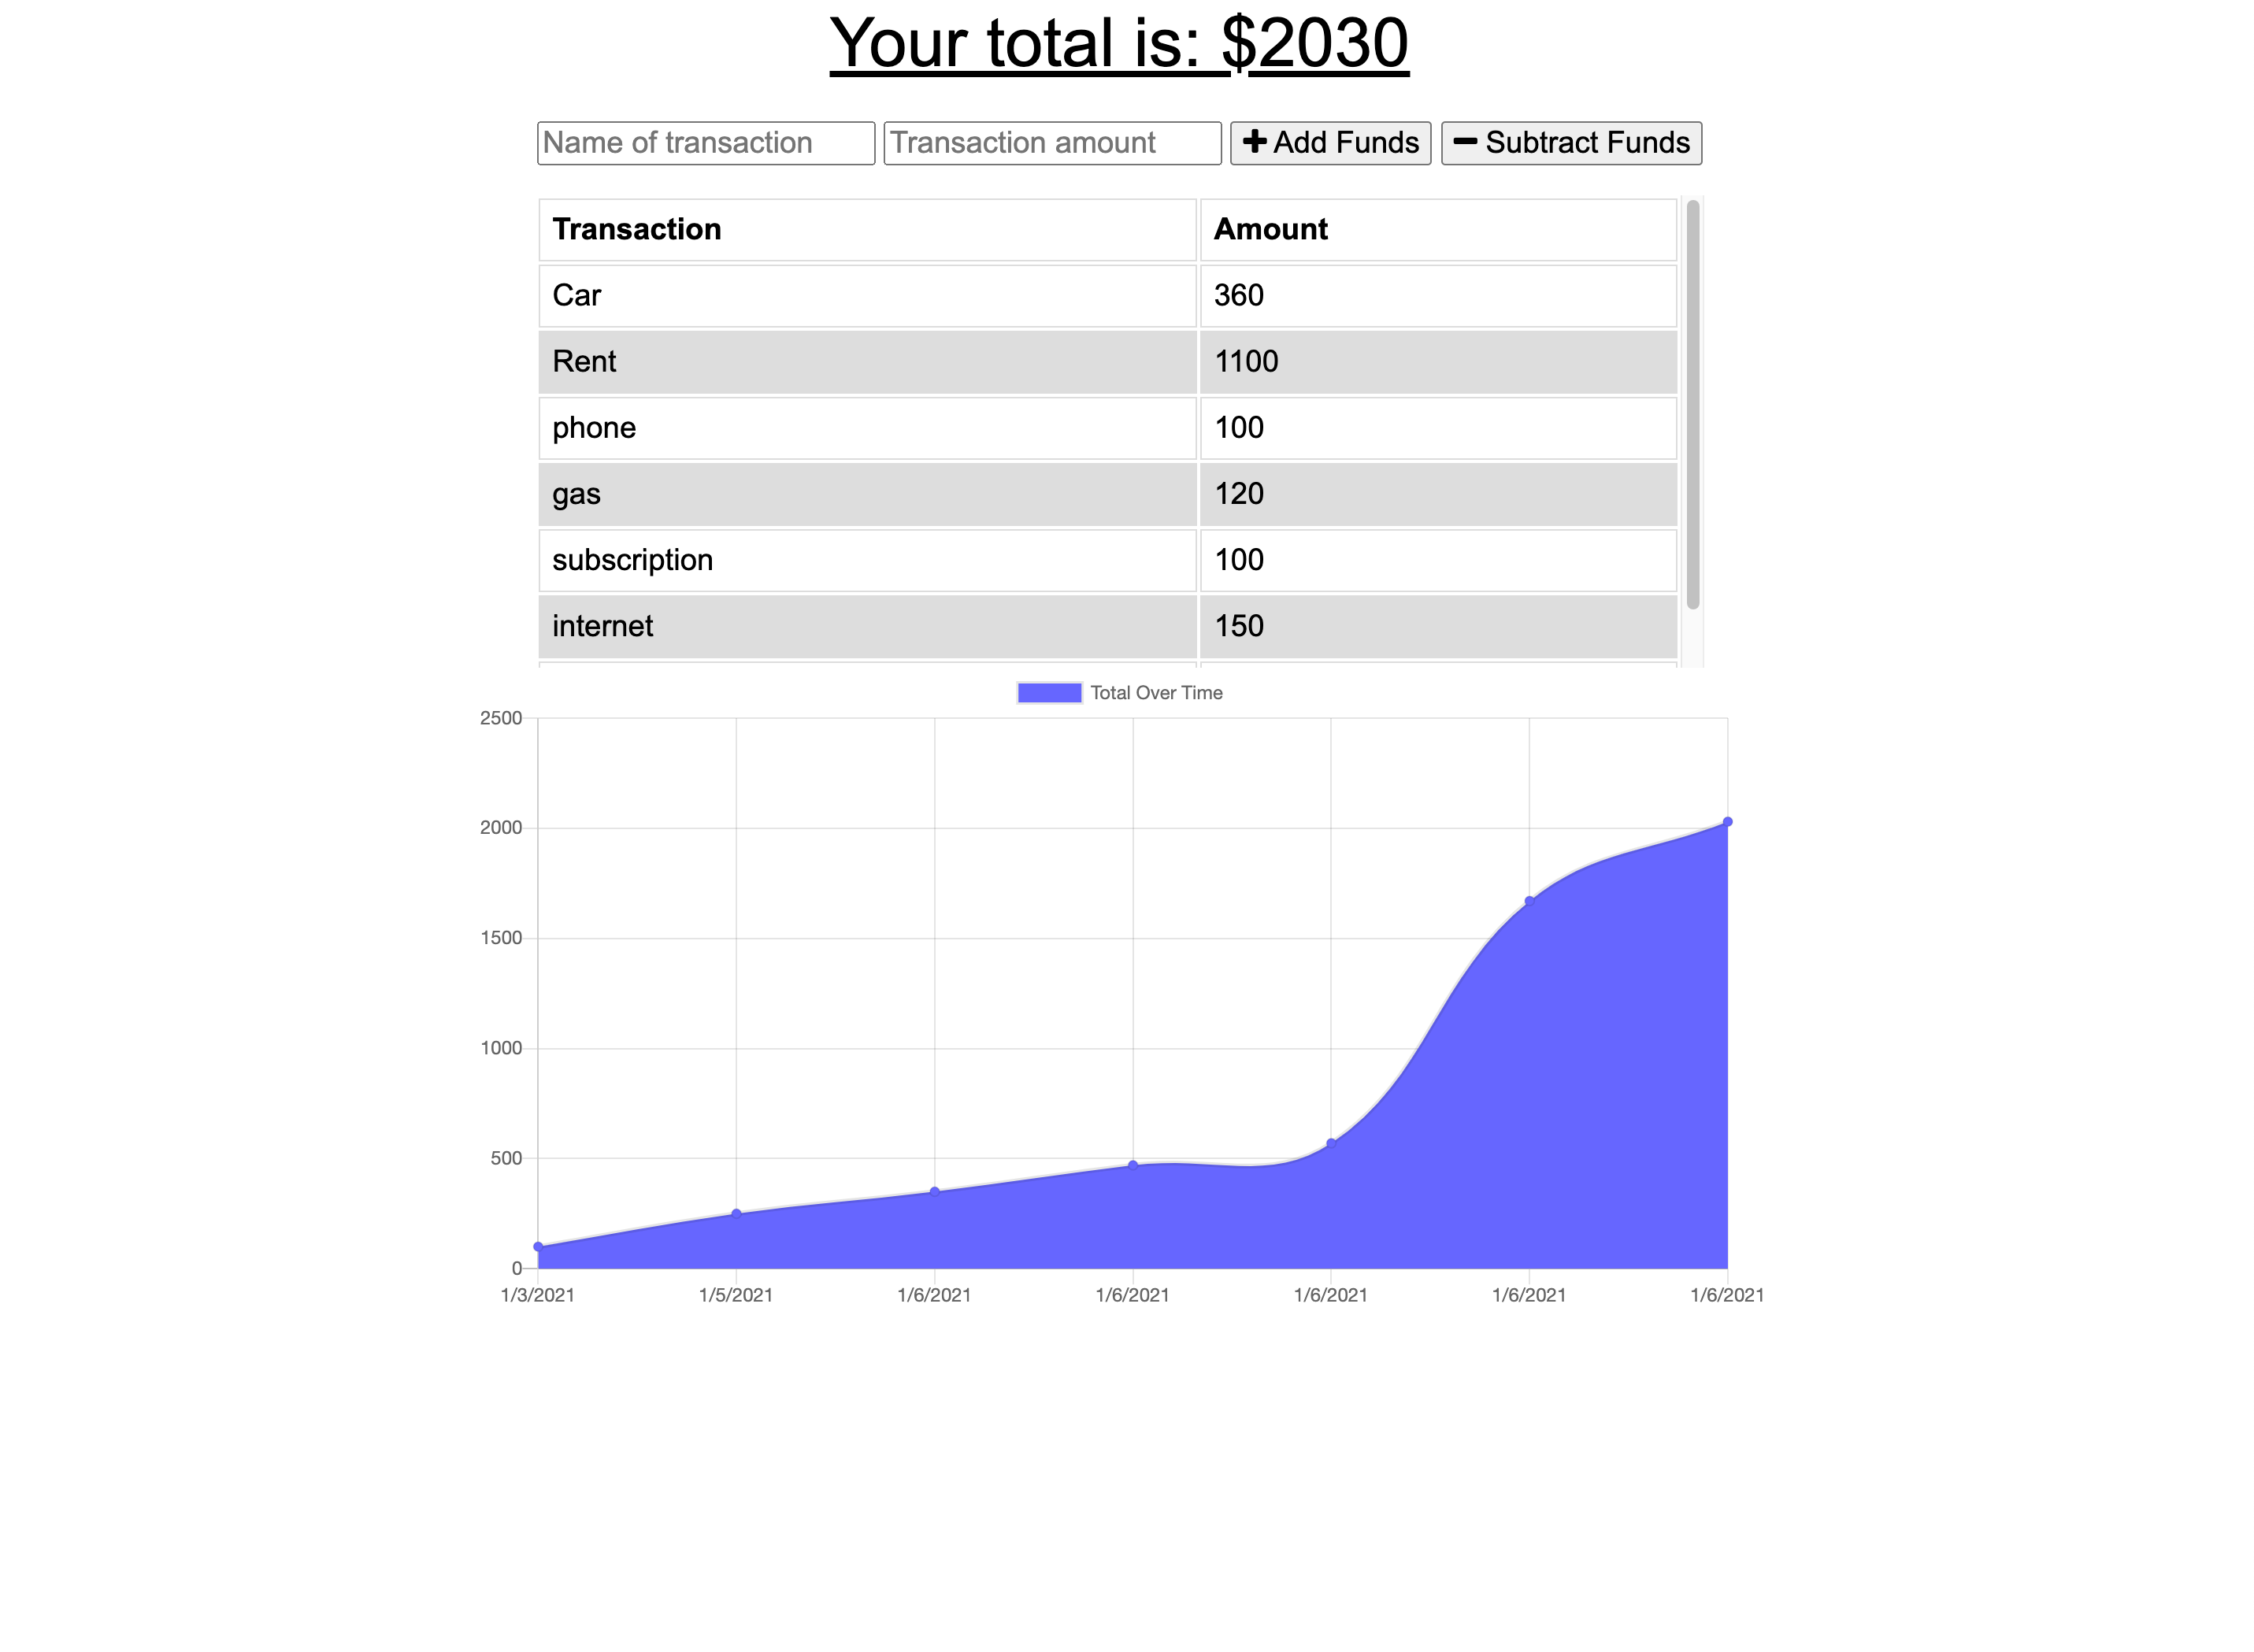 Your total is: $2030
Name of transaction Transaction amount Add Funds Subtract Funds
Transaction Amount
Car 360
Rent 1100
phone 100
gas 120
subscription 100
internet 150
Total Over Time
2500
2000
1500
1000
500
0
1/3/2021 1/5/2021 1/6/2021 1/6/2021 1/6/2021 1/6/2021 1/6/2021